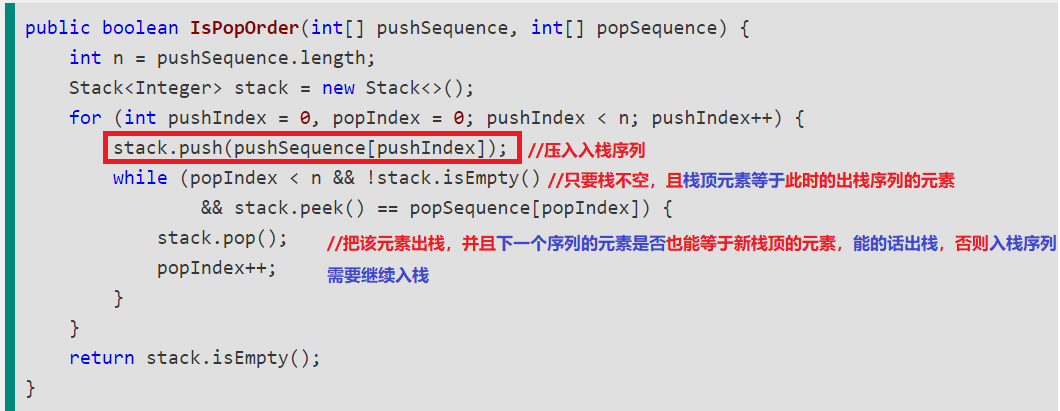 public boolean IsPopOrder(int[] pushSequence, int[] popSequence) {
int n = pushSequence.length;
Stack<Integer> stack = new Stack<>();
for (int pushIndex = 0, popIndex = 0; pushIndex < n; pushIndex++) {
stack.push(pushSequence[pushIndex]); //压入入栈序列
while (popIndex < n && !stack.isEmpty() //只要栈不空，且栈顶元素等于此时的出栈序列的元素
&& stack.peek() == popSequence[popIndex]) {
stack.pop(); //把该元素出栈，并且下一个序列的元素是否也能等于新栈顶的元素，能的话出栈，否则入栈序列
popIndex++; 需要继续入栈
}
}
return stack.isEmpty();
}